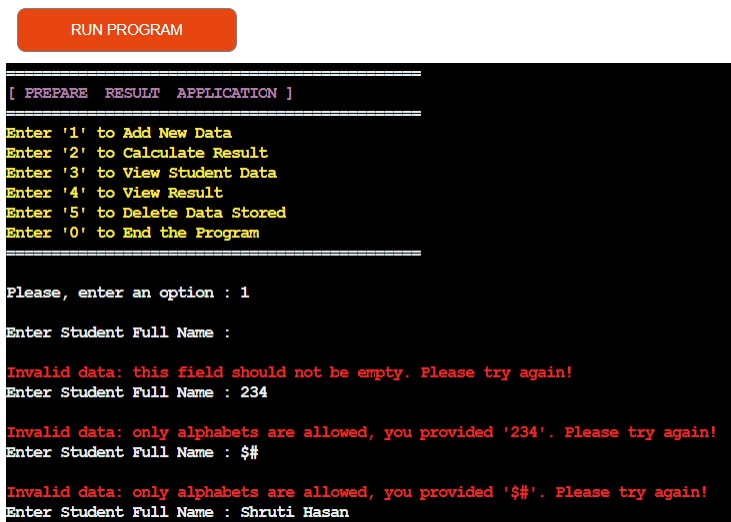 RUN PROGRAM
==============================================
[ PREPARE  RESULT  APPLICATION ]
==============================================
Enter '1' to Add New Data
Enter '2' to Calculate Result
Enter '3' to View Student Data
Enter '4' to View Result
Enter '5' to Delete Data Stored
Enter '0' to End the Program
==============================================
Please, enter an option : 1
Enter Student Full Name :
Invalid data: this field should not be empty. Please try again!
Enter Student Full Name : 234
Invalid data: only alphabets are allowed, you provided '234'. Please try again!
Enter Student Full Name : $#
Invalid data: only alphabets are allowed, you provided '$#'. Please try again!
Enter Student Full Name : Shruti Hasan